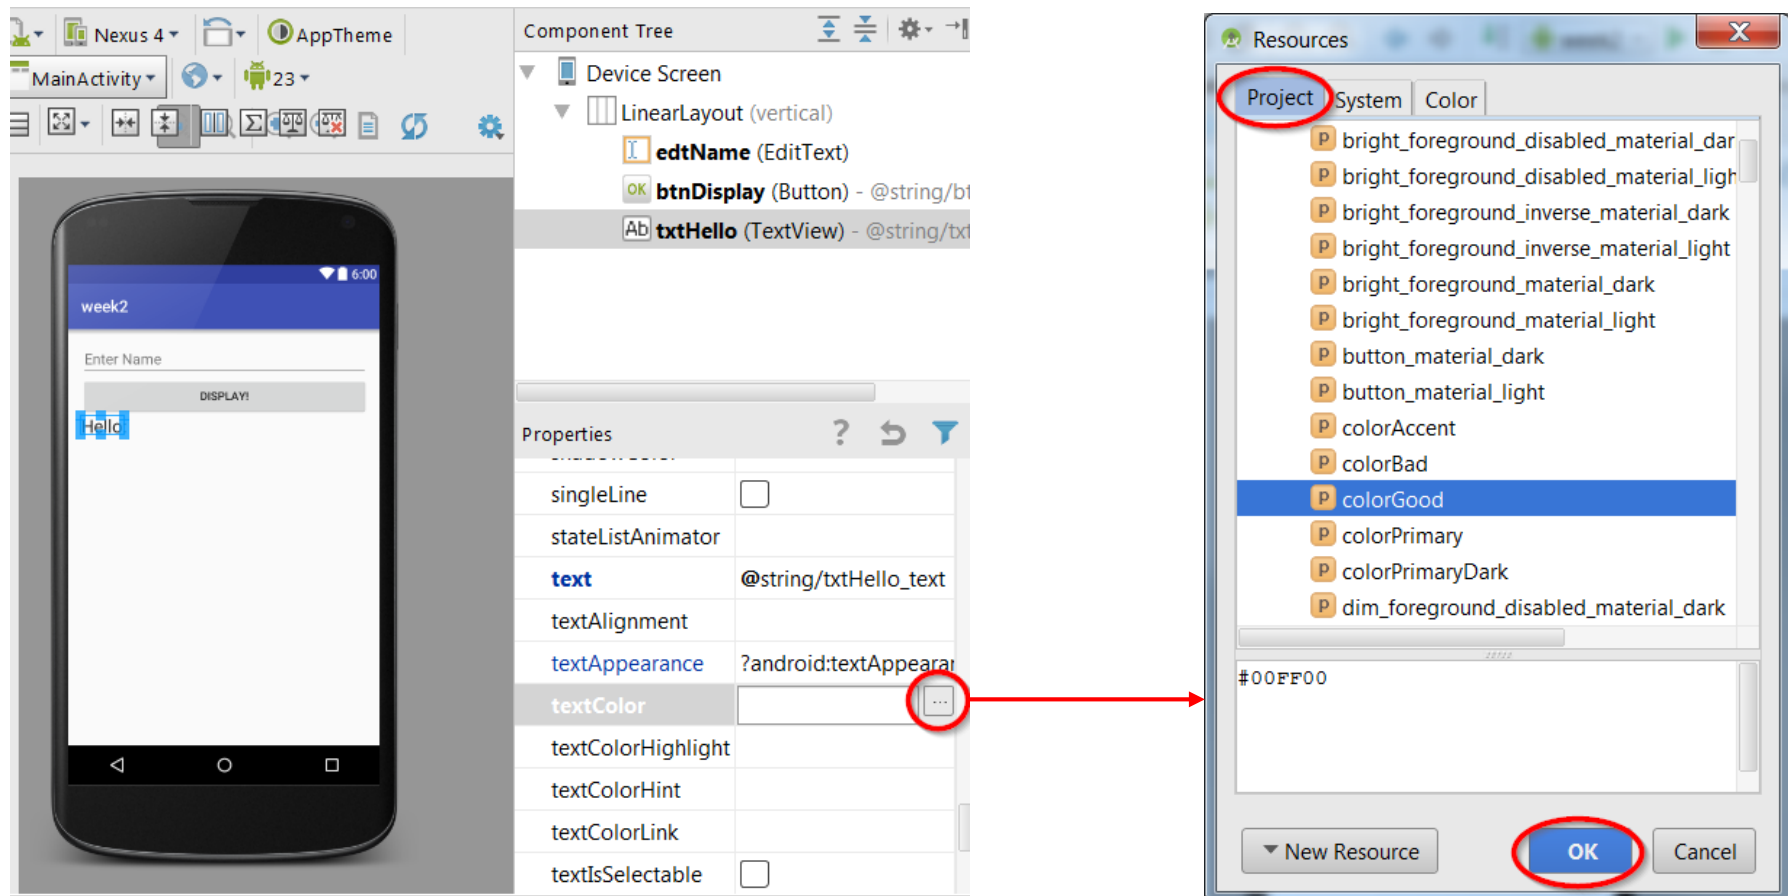 Nexus 4
AppTheme
MainActivity
23
6:00
week2
Enter Name
DISPLAY!
Hello
Component Tree
Device Screen
LinearLayout (vertical)
edtName (EditText)
OK btnDisplay (Button) - @string/bt
Ab txtHello (TextView) - @string/txt
Properties
singleLine
stateListAnimator
text @string/txtHello_text
textAlignment
textAppearance ?android:textAppearar
textColor ...
textColorHighlight
textColorHint
textColorLink
textIsSelectable
Resources
Project System Color
P bright_foreground_disabled_material_dar
P bright_foreground_disabled_material_ligh
P bright_foreground_inverse_material_dark
P bright_foreground_inverse_material_light
P bright_foreground_material_dark
P bright_foreground_material_light
P button_material_dark
P button_material_light
P colorAccent
P colorBad
P colorGood
P colorPrimary
P colorPrimaryDark
P dim_foreground_disabled_material_dark
#00FF00
New Resource OK Cancel